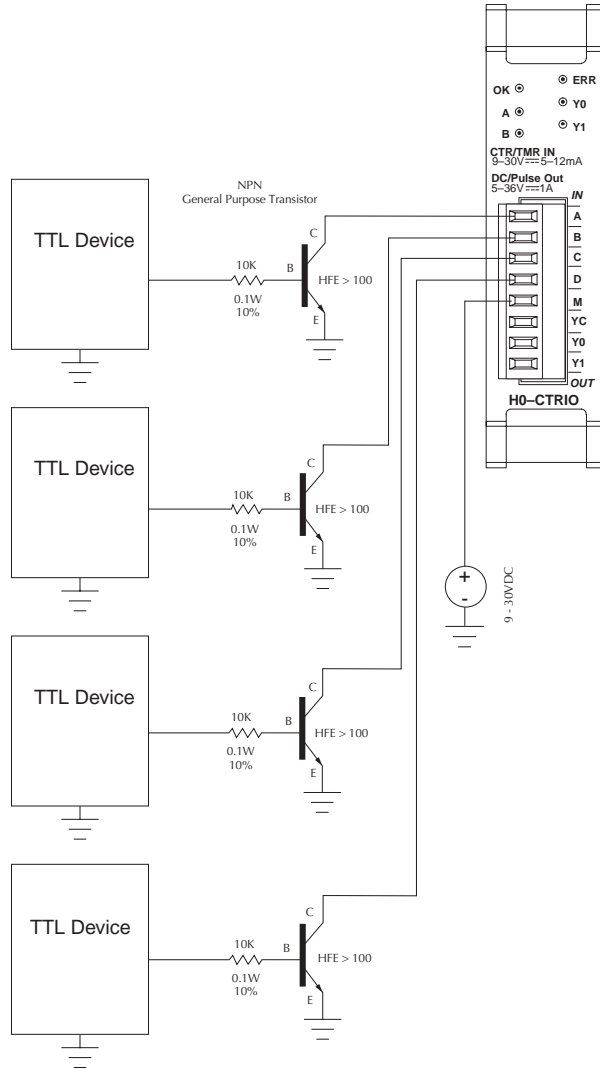 ERR
OK
Y0
A
Y1
B
CTR/TMR IN
9–30V⎓5–12mA
DC/Pulse Out
5–36V⎓1A
IN
A
B
C
D
M
YC
Y0
Y1
OUT
H0–CTRIO
NPN
General Purpose Transistor
TTL Device
10K
0.1W
10%
B
C
E
HFE > 100
TTL Device
10K
0.1W
10%
B
C
E
HFE > 100
+
-
9 - 30VDC
TTL Device
10K
0.1W
10%
B
C
E
HFE > 100
TTL Device
10K
0.1W
10%
B
C
E
HFE > 100